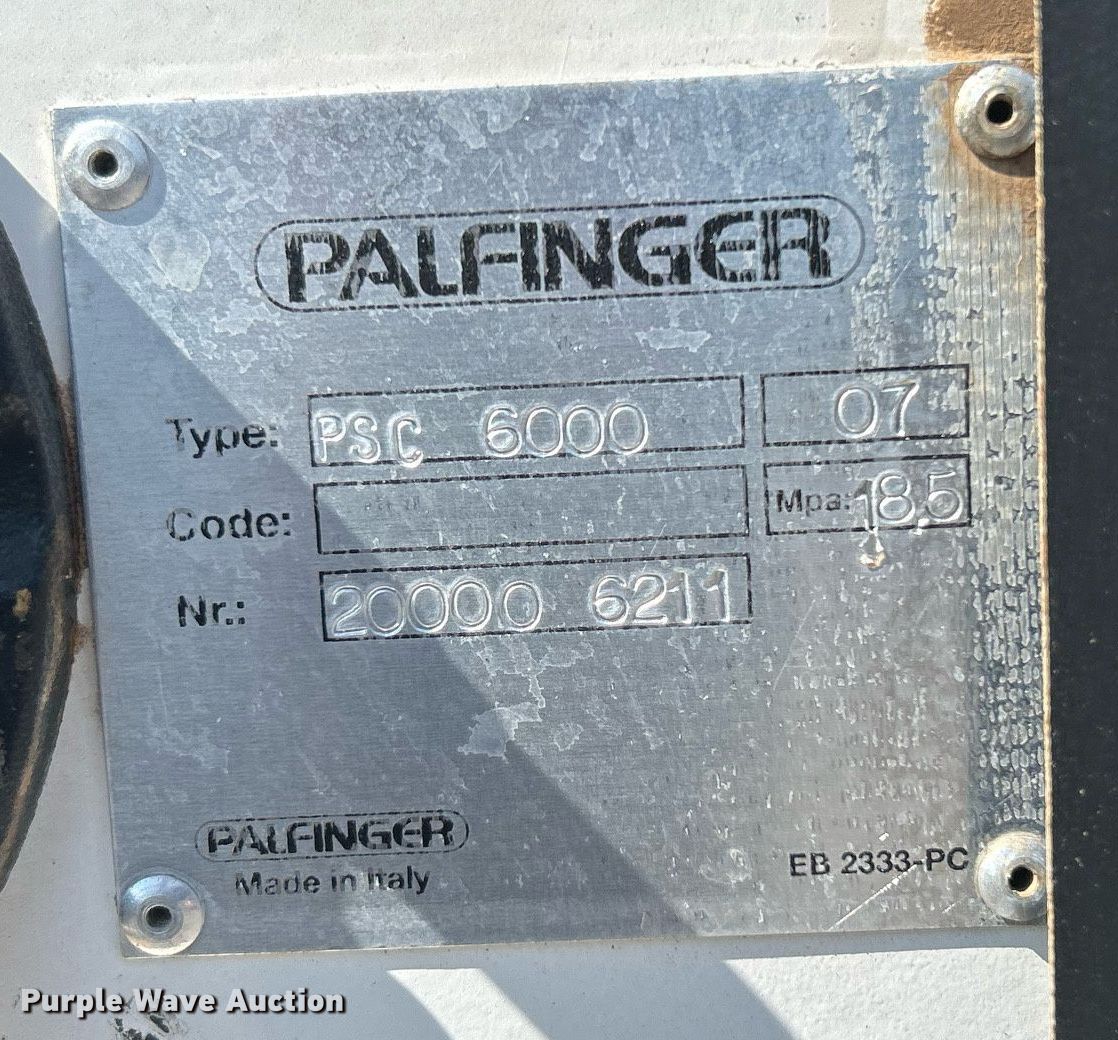 PALFINGER
Type: PSC 6000 07
Code: Mpa: 18,5
Nr.: 20000 6211
PALFINGER
Made in Italy
EB 2333-PC
Purple Wave Auction